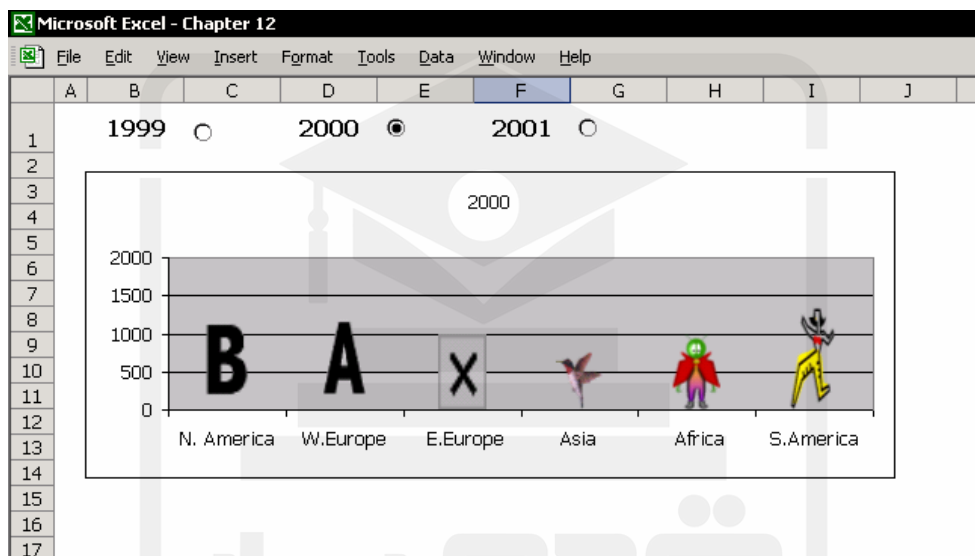 Microsoft Excel - Chapter 12
File Edit View Insert Format Tools Data Window Help
A B C D E F G H I J
1 1999 2000 2001
2
3 2000
4
5
6 2000
7 1500
8
9 1000
10 500
11 0
12
13 N. America W.Europe E.Europe Asia Africa S.America
14
15
16
17
B A X